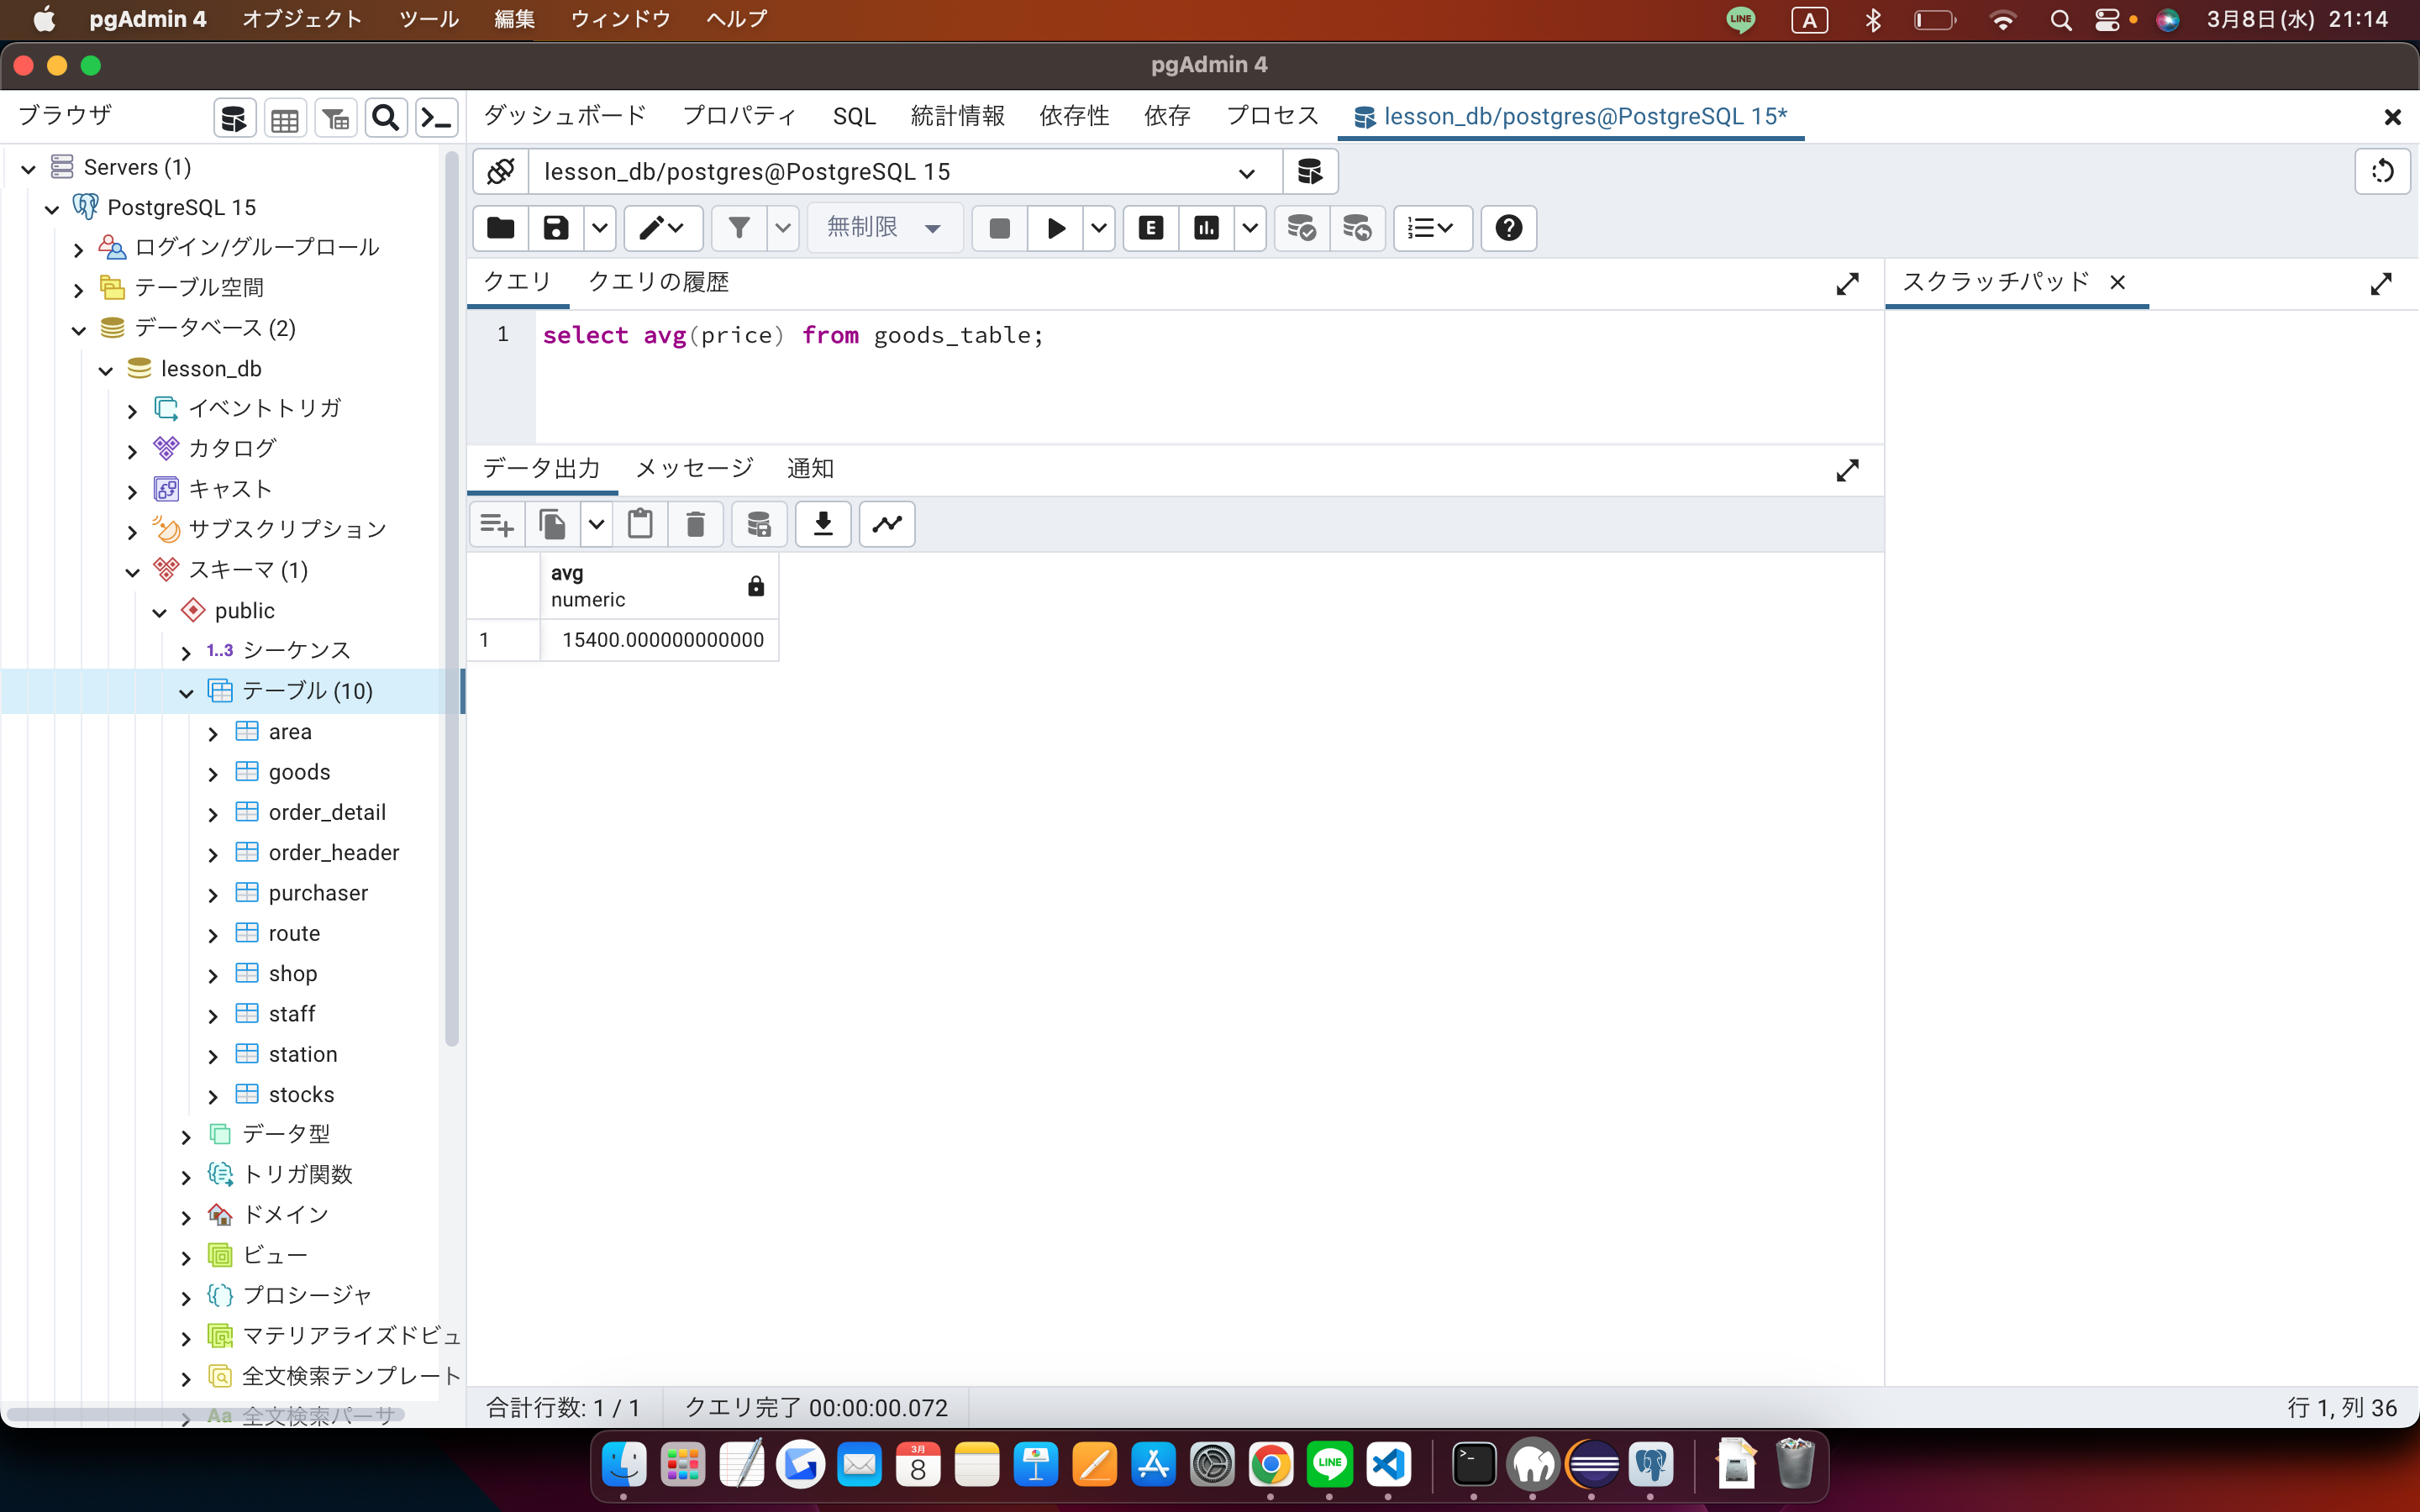 pgAdmin 4 オブジェクト ツール 編集 ウィンドウ ヘルプ LINE A 3月8日(水) 21:14
pgAdmin 4
ブラウザ
ダッシュボード プロパティ SQL 統計情報 依存性 依存 プロセス lesson_db/postgres@PostgreSQL 15*
Servers (1)
PostgreSQL 15
ログイン/グループロール
テーブル空間
データベース (2)
lesson_db
イベントトリガ
カタログ
キャスト
サブスクリプション
スキーマ (1)
public
1..3 シーケンス
テーブル (10)
area
goods
order_detail
order_header
purchaser
route
shop
staff
station
stocks
データ型
トリガ関数
ドメイン
ビュー
プロシージャ
マテリアライズドビュ
全文検索テンプレート
Aa 全文検索パーサ
lesson_db/postgres@PostgreSQL 15
無制限 E
クエリ クエリの履歴
スクラッチパッド
1 select avg(price) from goods_table;
データ出力 メッセージ 通知
avg
numeric
1 15400.000000000000
合計行数: 1 / 1 クエリ完了 00:00:00.072 行 1, 列 36
3月
8
LINE